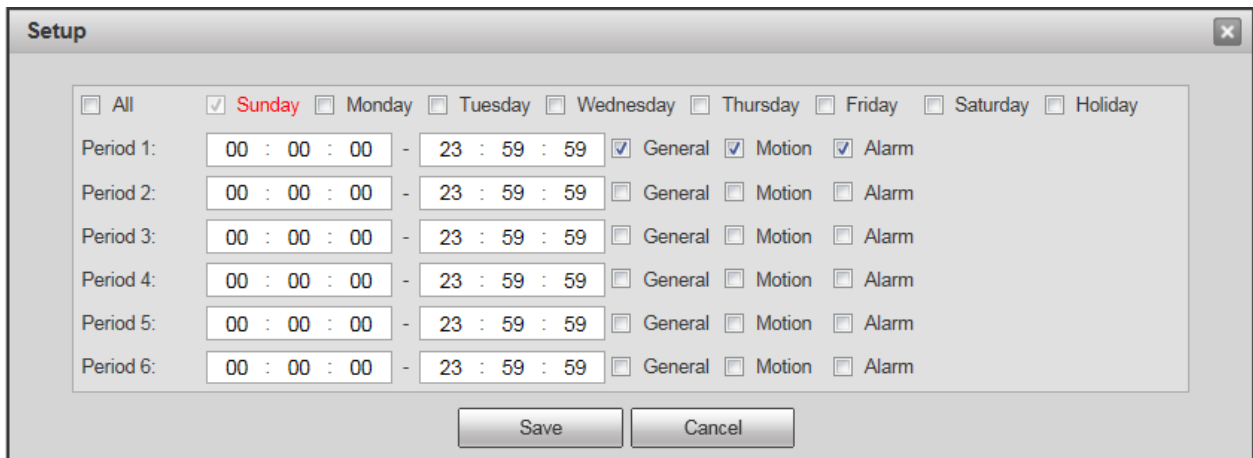 Setup
All Sunday Monday Tuesday Wednesday Thursday Friday Saturday Holiday
Period 1: 00 : 00 : 00 - 23 : 59 : 59 General Motion Alarm
Period 2: 00 : 00 : 00 - 23 : 59 : 59 General Motion Alarm
Period 3: 00 : 00 : 00 - 23 : 59 : 59 General Motion Alarm
Period 4: 00 : 00 : 00 - 23 : 59 : 59 General Motion Alarm
Period 5: 00 : 00 : 00 - 23 : 59 : 59 General Motion Alarm
Period 6: 00 : 00 : 00 - 23 : 59 : 59 General Motion Alarm
Save Cancel